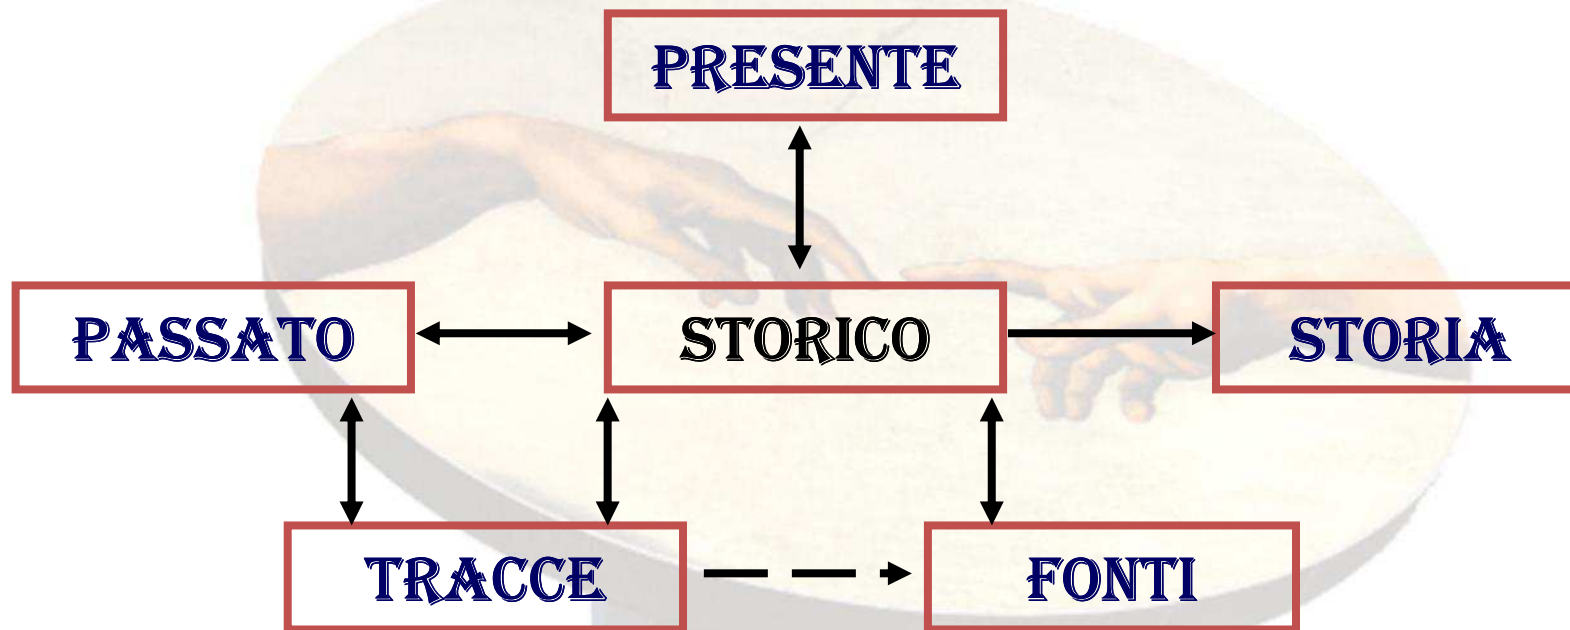 PRESENTE
PASSATO
STORICO
STORIA
TRACCE
FONTI